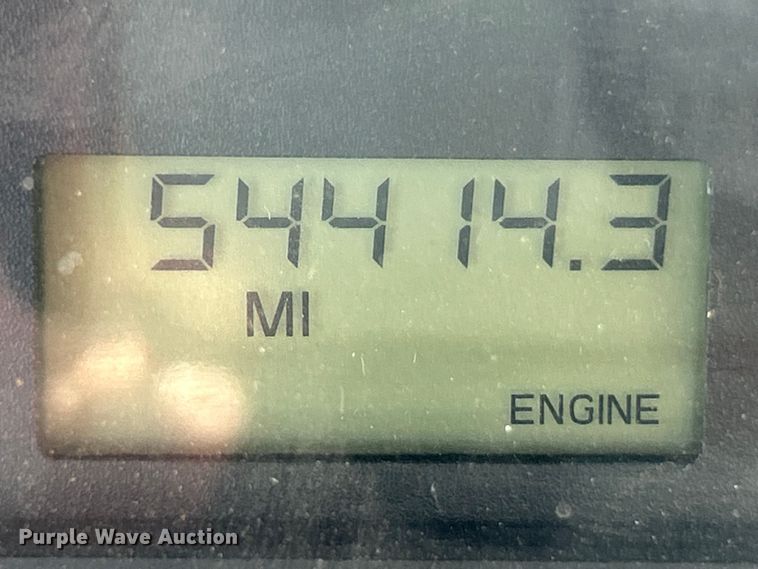 54414.3
MI
ENGINE
Purple Wave Auction